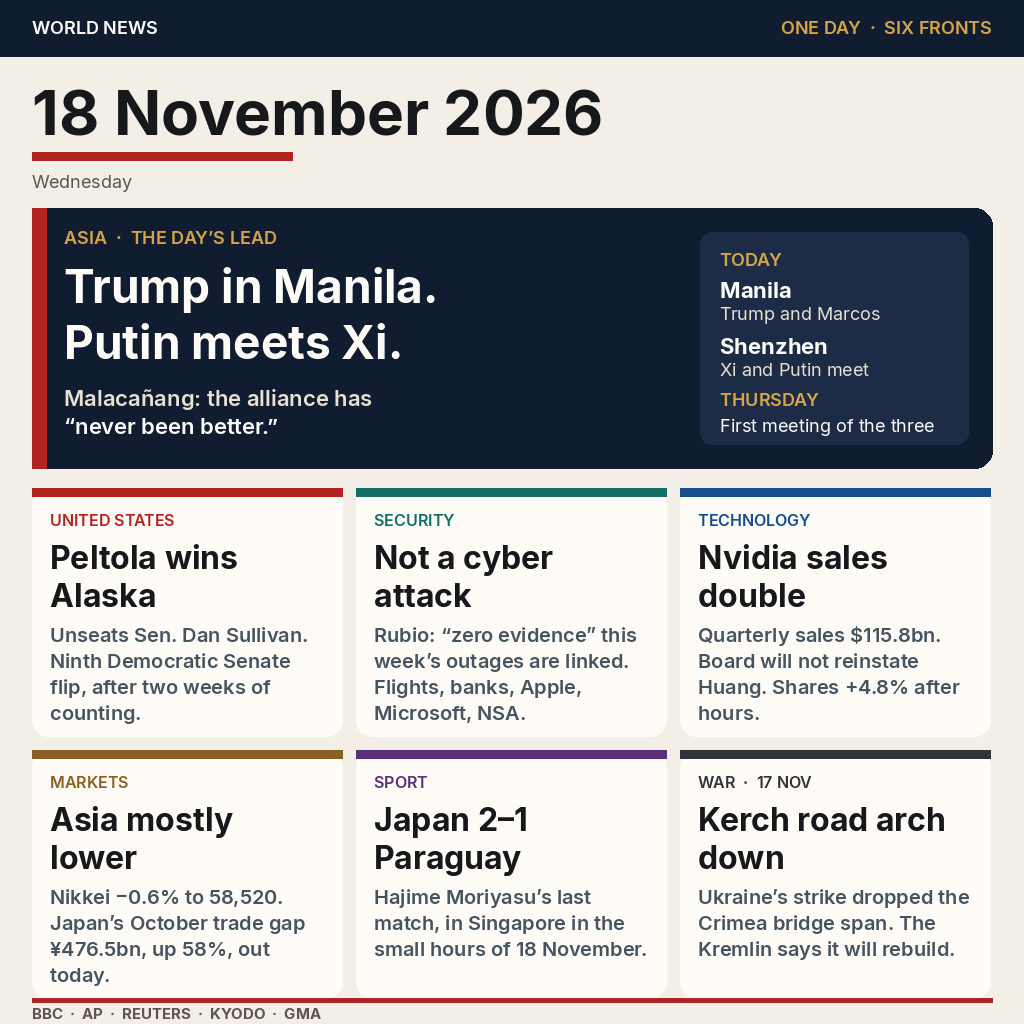 WORLD NEWS
ONE DAY · SIX FRONTS
18 November 2026
Wednesday
ASIA · THE DAY’S LEAD
Trump in Manila.
Putin meets Xi.
Malacañang: the alliance has
“never been better.”
TODAY
Manila
Trump and Marcos
Shenzhen
Xi and Putin meet
THURSDAY
First meeting of the three
UNITED STATES
Peltola wins
Alaska
Unseats Sen. Dan Sullivan.
Ninth Democratic Senate
flip, after two weeks of
counting.
SECURITY
Not a cyber
attack
Rubio: “zero evidence” this
week’s outages are linked.
Flights, banks, Apple,
Microsoft, NSA.
TECHNOLOGY
Nvidia sales
double
Quarterly sales $115.8bn.
Board will not reinstate
Huang. Shares +4.8% after
hours.
MARKETS
Asia mostly
lower
Nikkei −0.6% to 58,520.
Japan’s October trade gap
¥476.5bn, up 58%, out
today.
SPORT
Japan 2–1
Paraguay
Hajime Moriyasu’s last
match, in Singapore in the
small hours of 18 November.
WAR · 17 NOV
Kerch road arch
down
Ukraine’s strike dropped the
Crimea bridge span. The
Kremlin says it will rebuild.
BBC · AP · REUTERS · KYODO · GMA